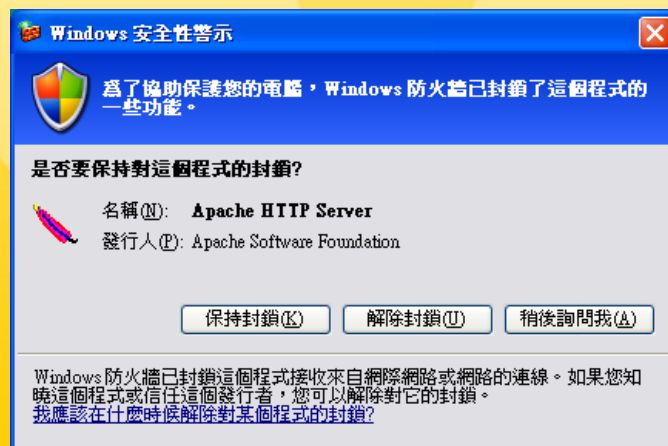 Windows 安全性警示
為了協助保護您的電腦，Windows 防火牆已封鎖了這個程式的
一些功能。
是否要保持對這個程式的封鎖?
名稱(N): Apache HTTP Server
發行人(P): Apache Software Foundation
保持封鎖(K) 解除封鎖(U) 稍後詢問我(A)
Windows 防火牆已封鎖這個程式接收來自網際網路或網路的連線。如果您知
曉這個程式或信任這個發行者，您可以解除對它的封鎖。
我應該在什麼時候解除對某個程式的封鎖?